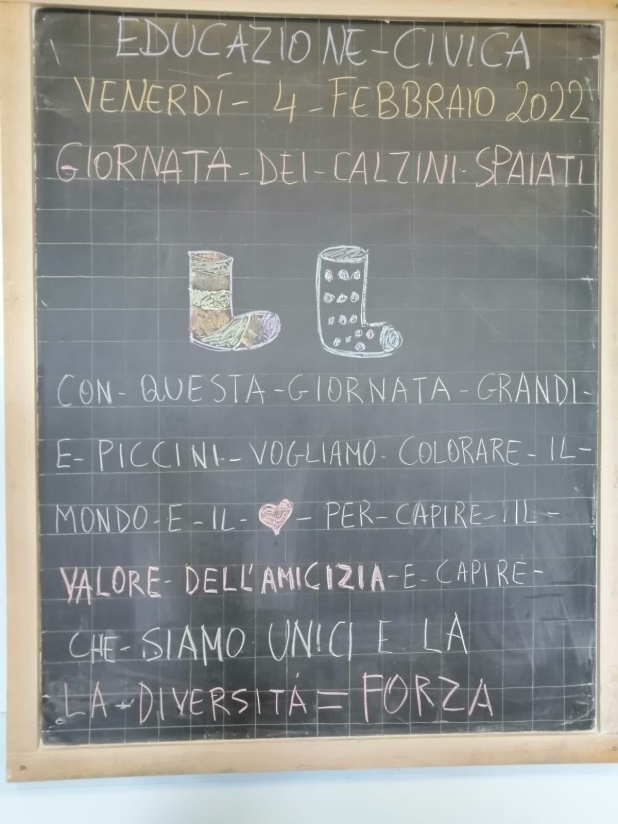 EDUCAZIONE-CIVICA
VENERDÍ - 4 - FEBBRAIO 2022
GIORNATA - DEI - CALZINI - SPAIATI
CON - QUESTA - GIORNATA - GRANDI -
E - PICCINI - VOGLIAMO - COLORARE - IL -
MONDO - E - IL - ♥ - PER - CAPIRE - IL -
VALORE - DELL'AMICIZIA - E - CAPIRE -
CHE - SIAMO UNICI E LA
LA - DIVERSITÁ = FORZA